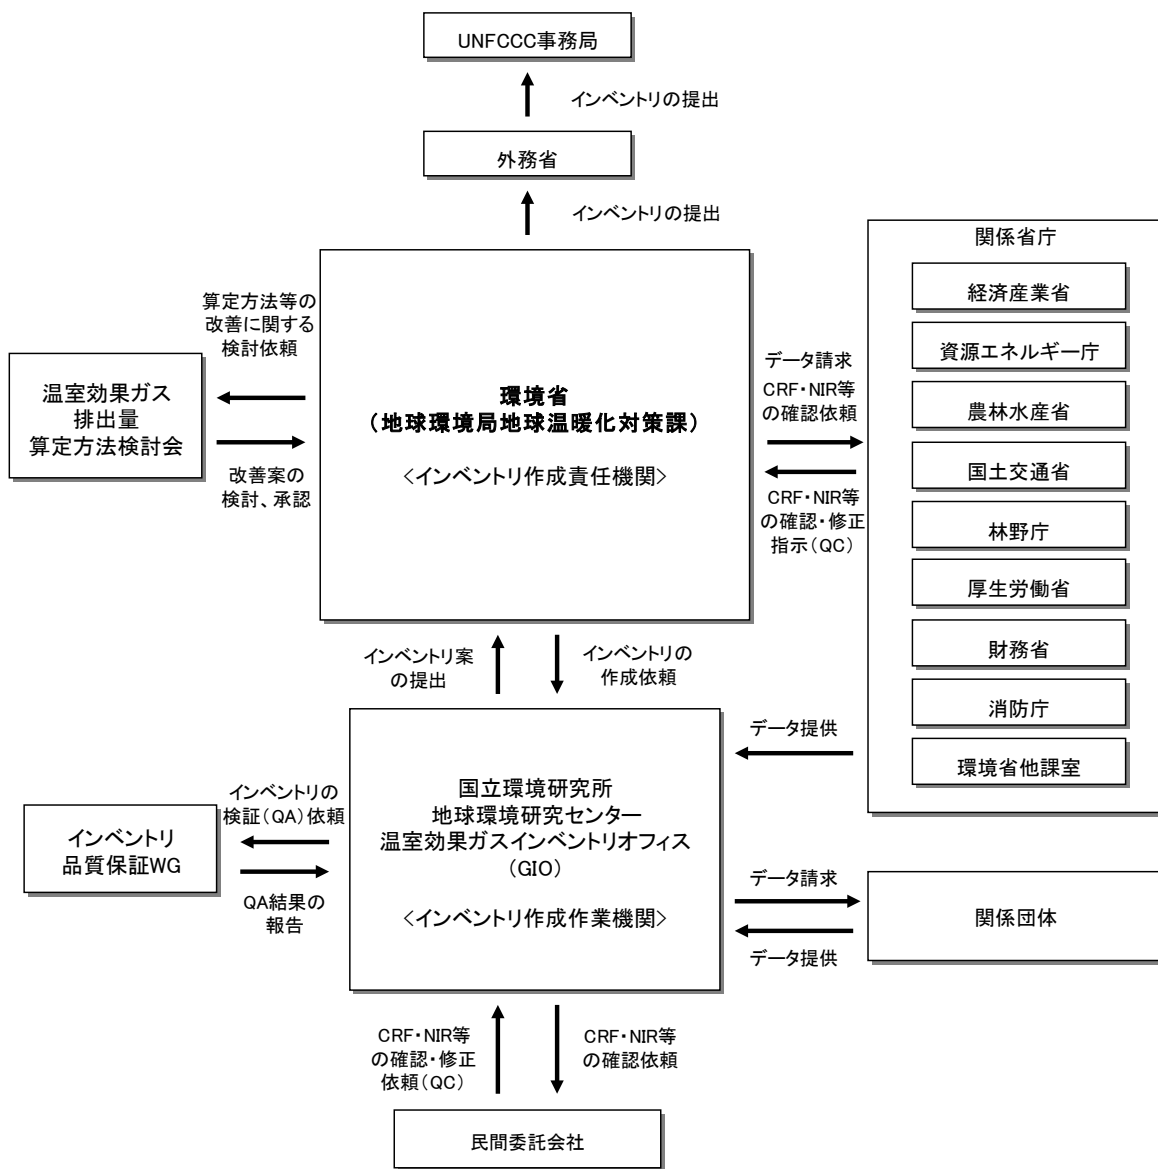 UNFCCC事務局
インベントリの提出
外務省
インベントリの提出
環境省
(地球環境局地球温暖化対策課)
<インベントリ作成責任機関>
算定方法等の
改善に関する
検討依頼
温室効果ガス
排出量
算定方法検討会
改善案の
検討、承認
データ請求
CRF・NIR等
の確認依頼
CRF・NIR等
の確認・修正
指示(QC)
関係省庁
経済産業省
資源エネルギー庁
農林水産省
国土交通省
林野庁
厚生労働省
財務省
消防庁
環境省他課室
インベントリ案
の提出
インベントリの
作成依頼
データ提供
国立環境研究所
地球環境研究センター
温室効果ガスインベントリオフィス
(GIO)
<インベントリ作成作業機関>
インベントリの
検証(QA)依頼
インベントリ
品質保証WG
QA結果の
報告
データ請求
関係団体
データ提供
CRF・NIR等
の確認・修正
依頼(QC)
CRF・NIR等
の確認依頼
民間委託会社